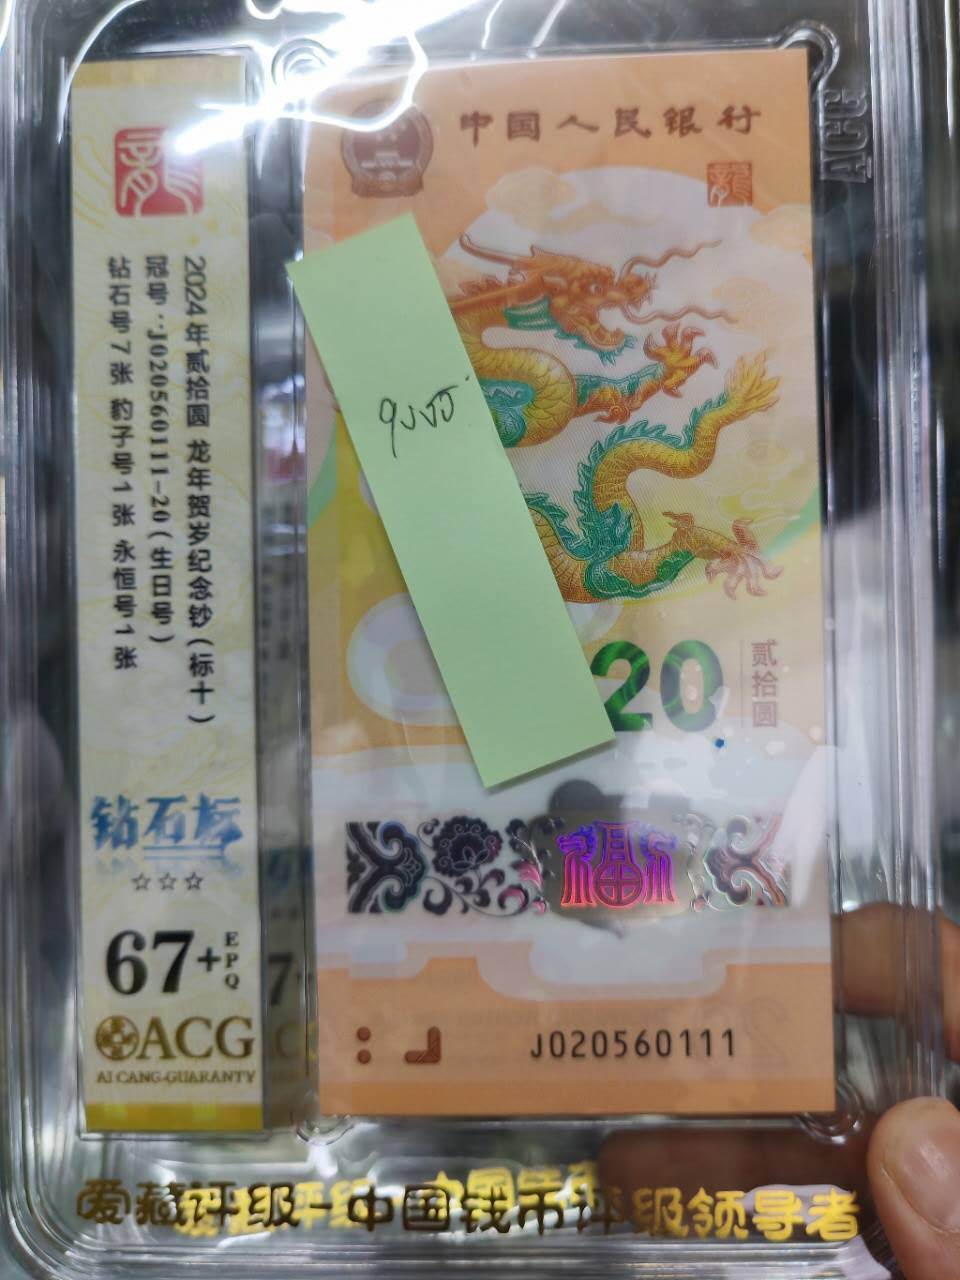 2024年贰拾圆 龙年贺岁纪念钞(标十)
冠号:J020560111-20(生日号)
钻石号7张 豹子号1张 永恒号1张
钻石标
67+
EPQ
ACG
AI CANG-GUARANTY
中国人民银行
龍
20
贰拾圆
福
J020560111
ACG
爱藏评级-中国钱币评级领导者